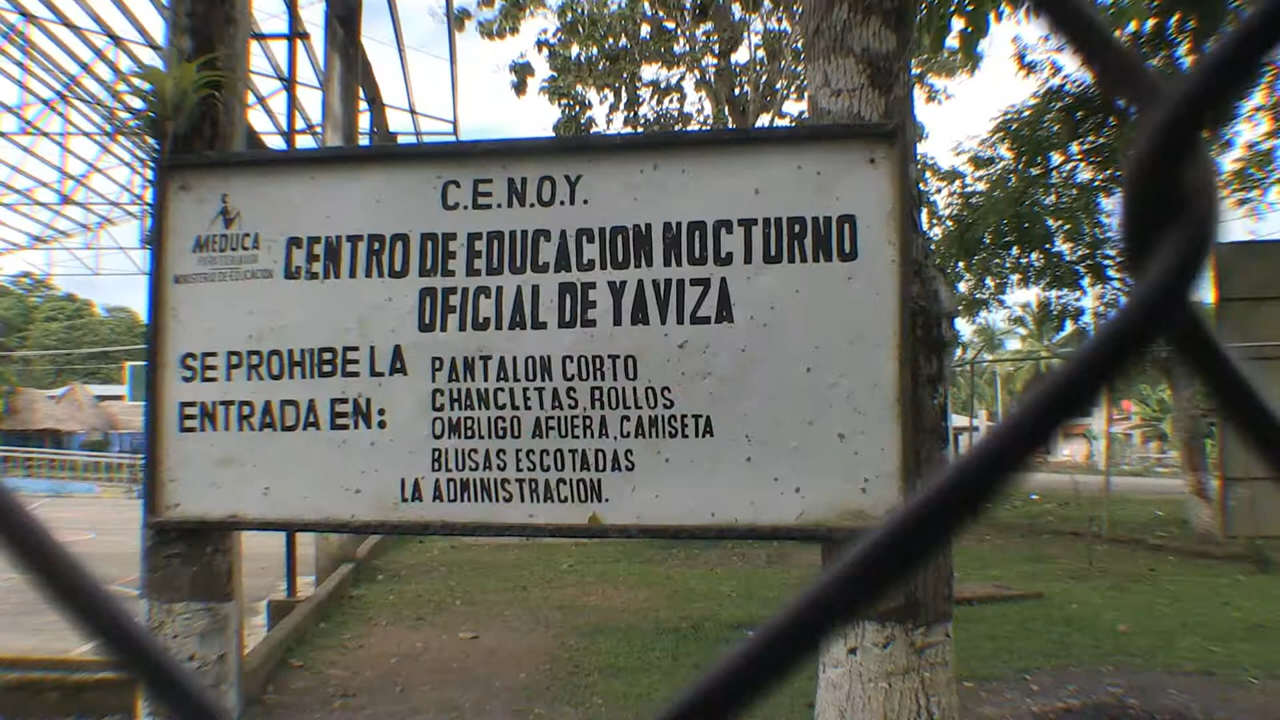 C.E.N.O.Y.
MEDUCA
MINISTERIO DE EDUCACION
CENTRO DE EDUCACION NOCTURNO
OFICIAL DE YAVIZA
SE PROHIBE LA
ENTRADA EN:
PANTALON CORTO
CHANCLETAS, ROLLOS
OMBLIGO AFUERA, CAMISETA
BLUSAS ESCOTADAS
LA ADMINISTRACION.